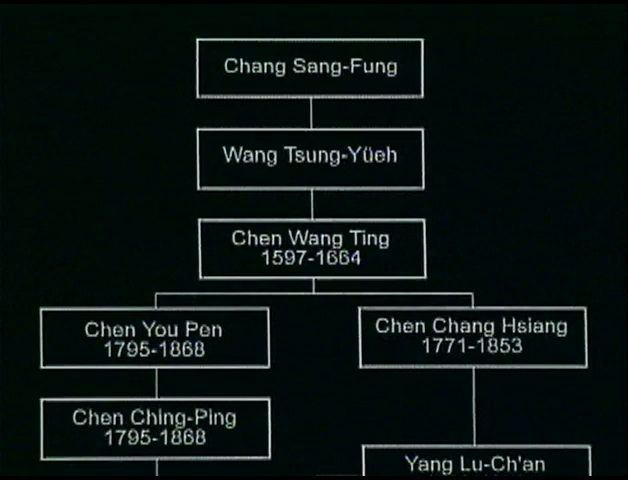 Chang Sang-Fung
Wang Tsung-Yüeh
Chen Wang Ting
1597-1664
Chen You Pen
1795-1868
Chen Chang Hsiang
1771-1853
Chen Ching-Ping
1795-1868
Yang Lu-Ch'an